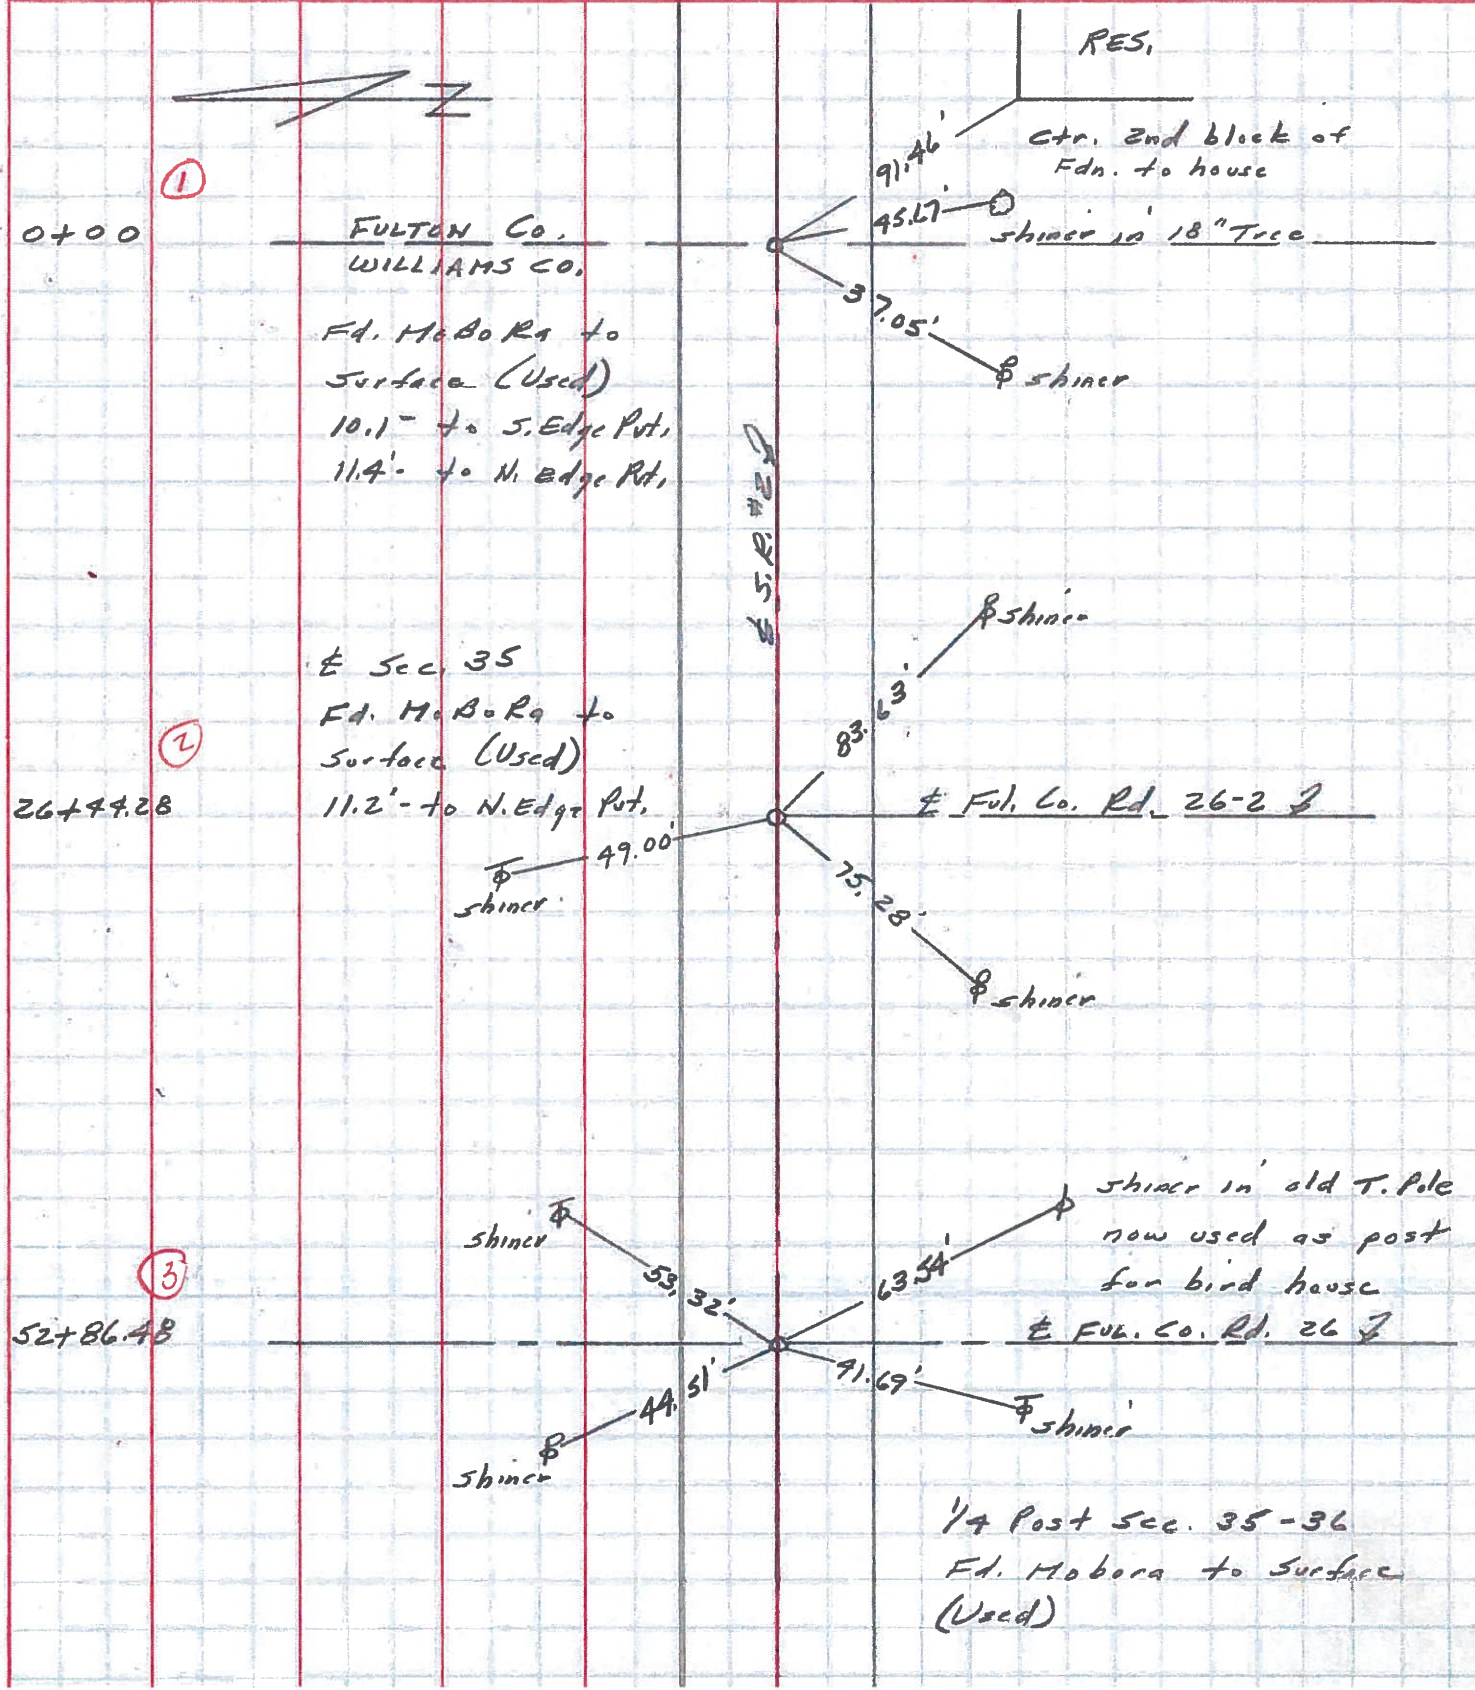 RES.
N
91.46'
Ctr. 2nd block of
Fdn. to house
1
0+00
FULTON Co.
WILLIAMS CO.
45.67'
shiner in 18" Tree
37.05'
shiner
Fd. MoBoRa to
Surface (Used)
10.1'- to S. Edge Pvt.
11.4'- to N. Edge Pvt.
℄ S.R. #2
shiner
83.63'
℄ Sec. 35
Fd. MoBoRa to
Surface (Used)
11.2'- to N. Edge Pvt.
2
26+44.28
℄ Ful. Co. Rd. 26-2
49.00'
shiner
75.28'
shiner
shiner in old T. Pole
now used as post
for bird house
shiner
53.32'
63.54'
3
52+86.48
℄ FUL. CO. Rd. 26
44.51'
41.69'
shiner
shiner
1/4 Post Sec. 35-36
Fd. Mobora to Surface
(Used)